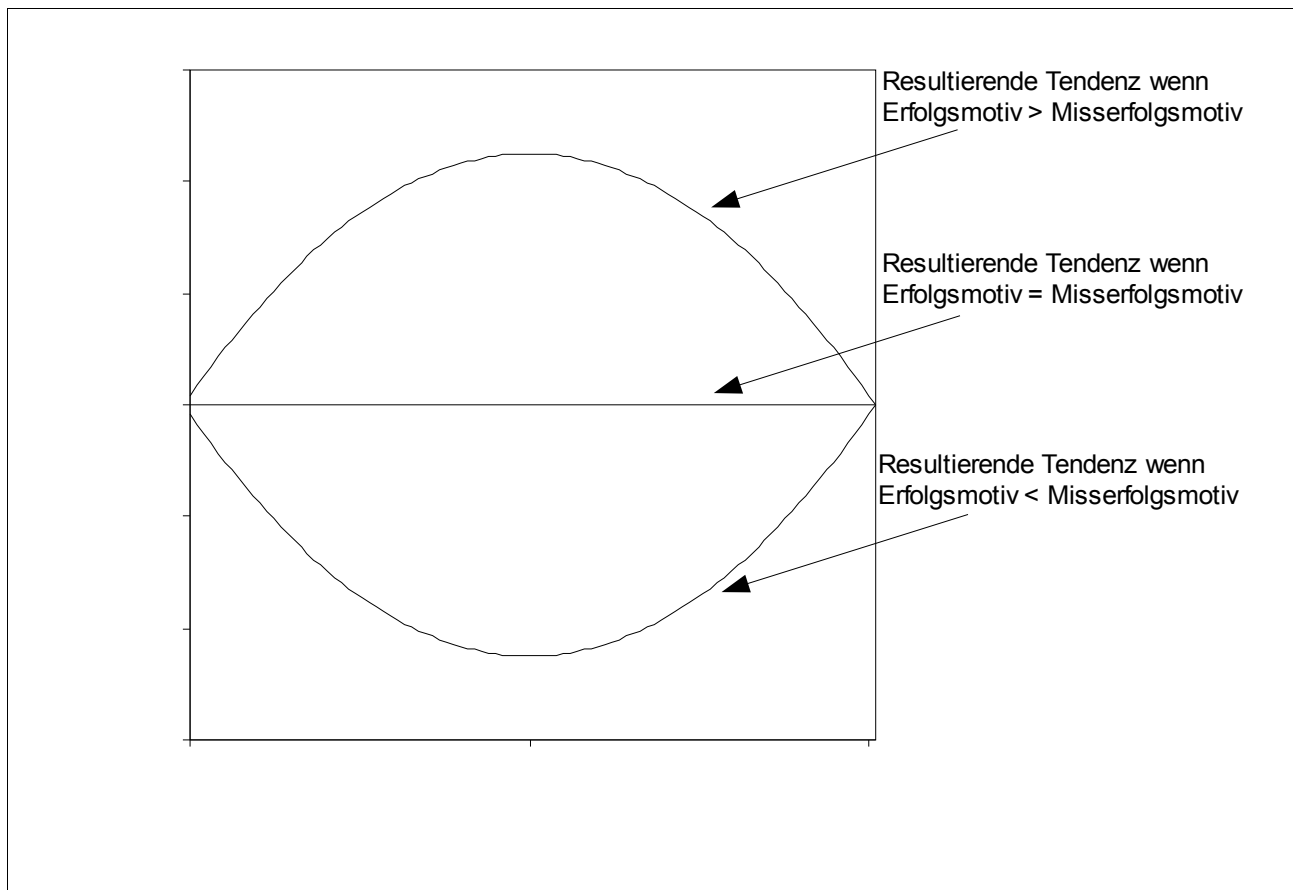 Resultierende Tendenz wenn
Erfolgsmotiv > Misserfolgsmotiv
Resultierende Tendenz wenn
Erfolgsmotiv = Misserfolgsmotiv
Resultierende Tendenz wenn
Erfolgsmotiv < Misserfolgsmotiv